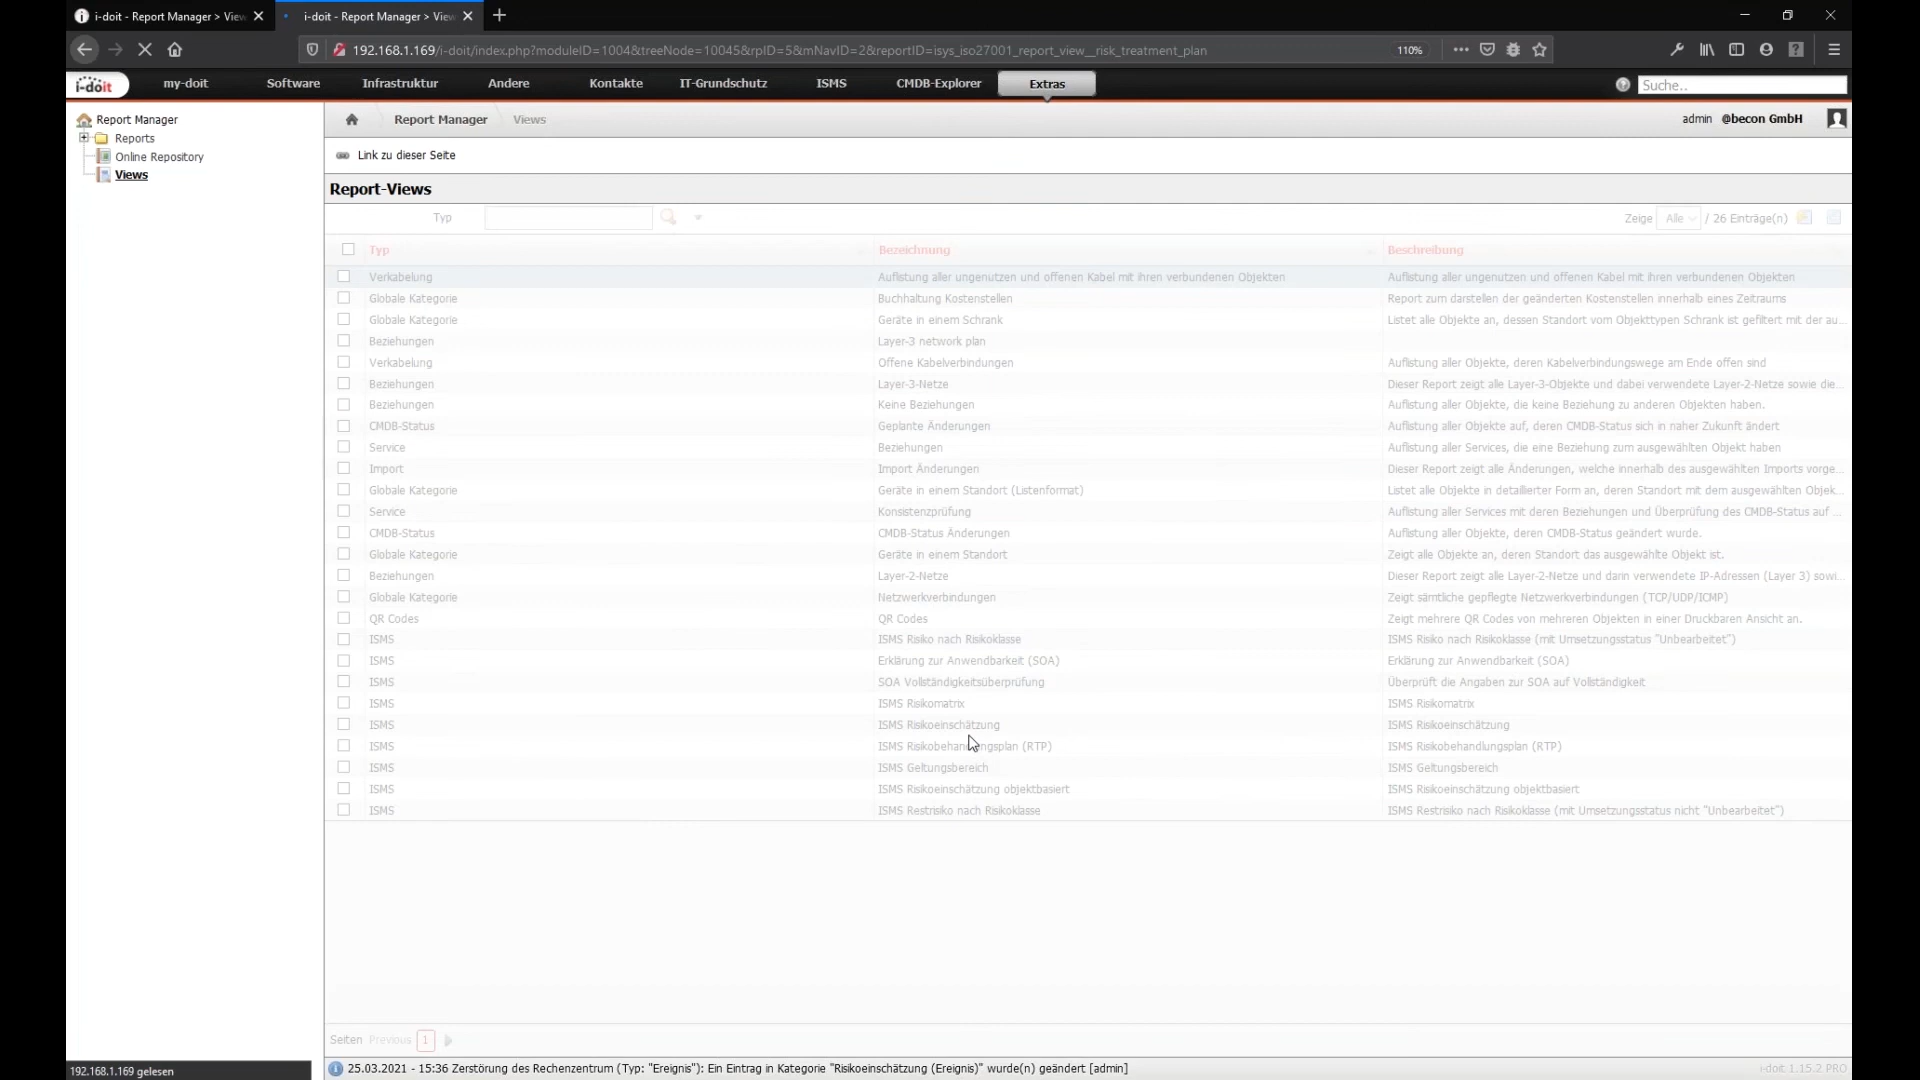 i-doit - Report Manager > View
i-doit - Report Manager > View
192.168.1.169/i-doit/index.php?moduleID=1004&treeNode=10045&rpID=5&mNavID=2&reportID=isys_iso27001_report_view__risk_treatment_plan
110%
i-doit
my-doit
Software
Infrastruktur
Andere
Kontakte
IT-Grundschutz
ISMS
CMDB-Explorer
Extras
Suche..
Report Manager
Reports
Online Repository
Views
Report Manager
Views
admin @becon GmbH
Link zu dieser Seite
Report-Views
Typ
Zeige Alle / 26 Einträge(n)
Typ Bezeichnung Beschreibung
Verkabelung Auflistung aller ungenutzen und offenen Kabel mit ihren verbundenen Objekten Auflistung aller ungenutzen und offenen Kabel mit ihren verbundenen Objekten
Globale Kategorie Buchhaltung Kostenstellen Report zum darstellen der geänderten Kostenstellen innerhalb eines Zeitraums
Globale Kategorie Geräte in einem Schrank Listet alle Objekte an, dessen Standort vom Objekttypen Schrank ist gefiltert mit der au...
Beziehungen Layer-3 network plan
Verkabelung Offene Kabelverbindungen Auflistung aller Objekte, deren Kabelverbindungswege am Ende offen sind
Beziehungen Layer-3-Netze Dieser Report zeigt alle Layer-3-Objekte und dabei verwendete Layer-2-Netze sowie die...
Beziehungen Keine Beziehungen Auflistung aller Objekte, die keine Beziehung zu anderen Objekten haben.
CMDB-Status Geplante Änderungen Auflistung aller Objekte auf, deren CMDB-Status sich in naher Zukunft ändert
Service Beziehungen Auflistung aller Services, die eine Beziehung zum ausgewählten Objekt haben
Import Import Änderungen Dieser Report zeigt alle Änderungen, welche innerhalb des ausgewählten Imports vorge...
Globale Kategorie Geräte in einem Standort (Listenformat) Listet alle Objekte in detaillierter Form an, deren Standort mit dem ausgewählten Objek...
Service Konsistenzprüfung Auflistung aller Services mit deren Beziehungen und Überprüfung des CMDB-Status auf ...
CMDB-Status CMDB-Status Änderungen Auflistung aller Objekte, deren CMDB-Status geändert wurde.
Globale Kategorie Geräte in einem Standort Zeigt alle Objekte an, deren Standort das ausgewählte Objekt ist.
Beziehungen Layer-2-Netze Dieser Report zeigt alle Layer-2-Netze und darin verwendete IP-Adressen (Layer 3) sowi...
Globale Kategorie Netzwerkverbindungen Zeigt sämtliche gepflegte Netzwerkverbindungen (TCP/UDP/ICMP)
QR Codes QR Codes Zeigt mehrere QR Codes von mehreren Objekten in einer Druckbaren Ansicht an.
ISMS ISMS Risiko nach Risikoklasse ISMS Risiko nach Risikoklasse (mit Umsetzungsstatus "Unbearbeitet")
ISMS Erklärung zur Anwendbarkeit (SOA) Erklärung zur Anwendbarkeit (SOA)
ISMS SOA Vollständigkeitsüberprüfung Überprüft die Angaben zur SOA auf Vollständigkeit
ISMS ISMS Risikomatrix ISMS Risikomatrix
ISMS ISMS Risikoeinschätzung ISMS Risikoeinschätzung
ISMS ISMS Risikobehandlungsplan (RTP) ISMS Risikobehandlungsplan (RTP)
ISMS ISMS Geltungsbereich ISMS Geltungsbereich
ISMS ISMS Risikoeinschätzung objektbasiert ISMS Risikoeinschätzung objektbasiert
ISMS ISMS Restrisiko nach Risikoklasse ISMS Restrisiko nach Risikoklasse (mit Umsetzungsstatus nicht "Unbearbeitet")
Seiten Previous 1
192.168.1.169 gelesen
25.03.2021 - 15:36 Zerstörung des Rechenzentrum (Typ: "Ereignis"): Ein Eintrag in Kategorie "Risikoeinschätzung (Ereignis)" wurde(n) geändert [admin]
i-doit 1.15.2 PRO